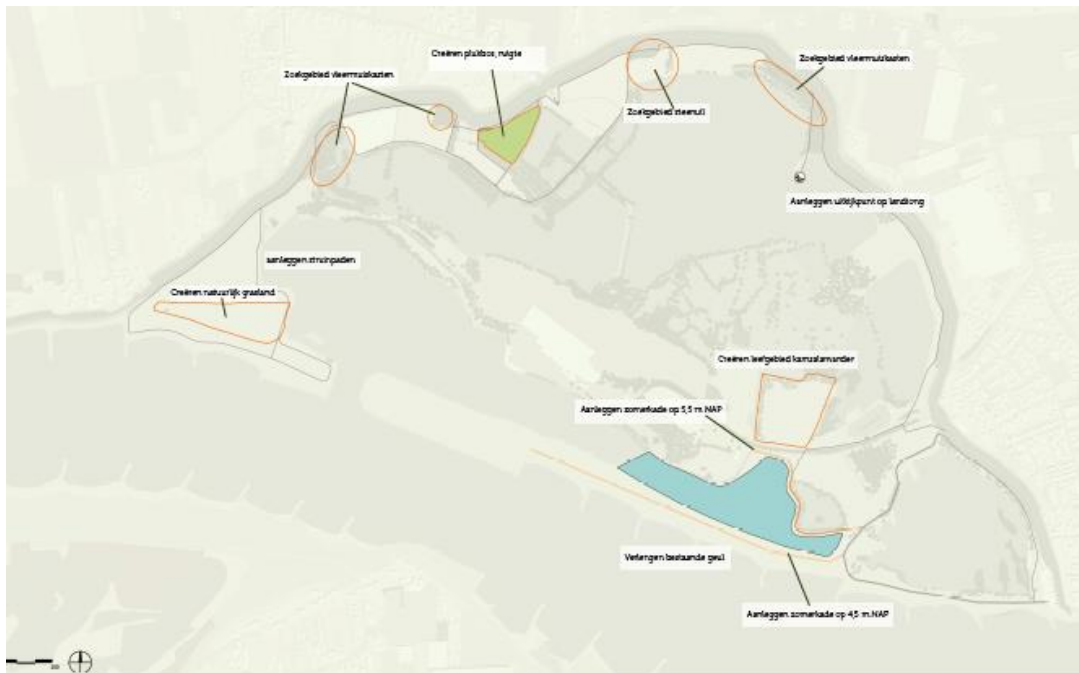 Creëren plukbos, ruigte
Zoekgebied vleermuiskasten
Zoekgebied vleermuiskasten
Zoekgebied steenuil
Aanleggen uitkijkpunt op landtong
aanleggen struinpaden
Creëren natuurlijk grasland
Creëren leefgebied kamsalamander
Aanleggen zomerkade op 5,5 m NAP
Verlengen bestaande geul
Aanleggen zomerkade op 4,5 m NAP